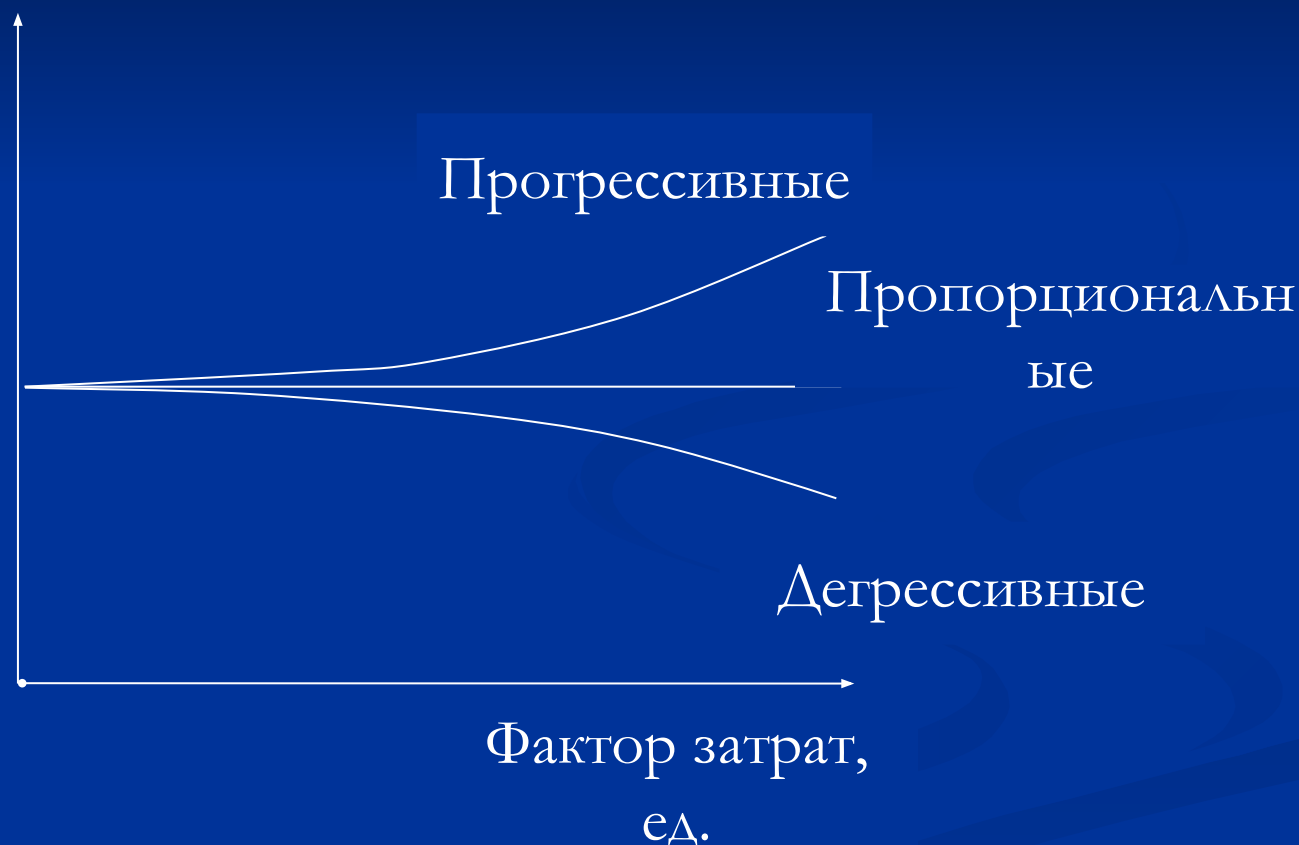 Прогрессивные
Пропорциональн
ые
Дегрессивные
Фактор затрат,
ед.